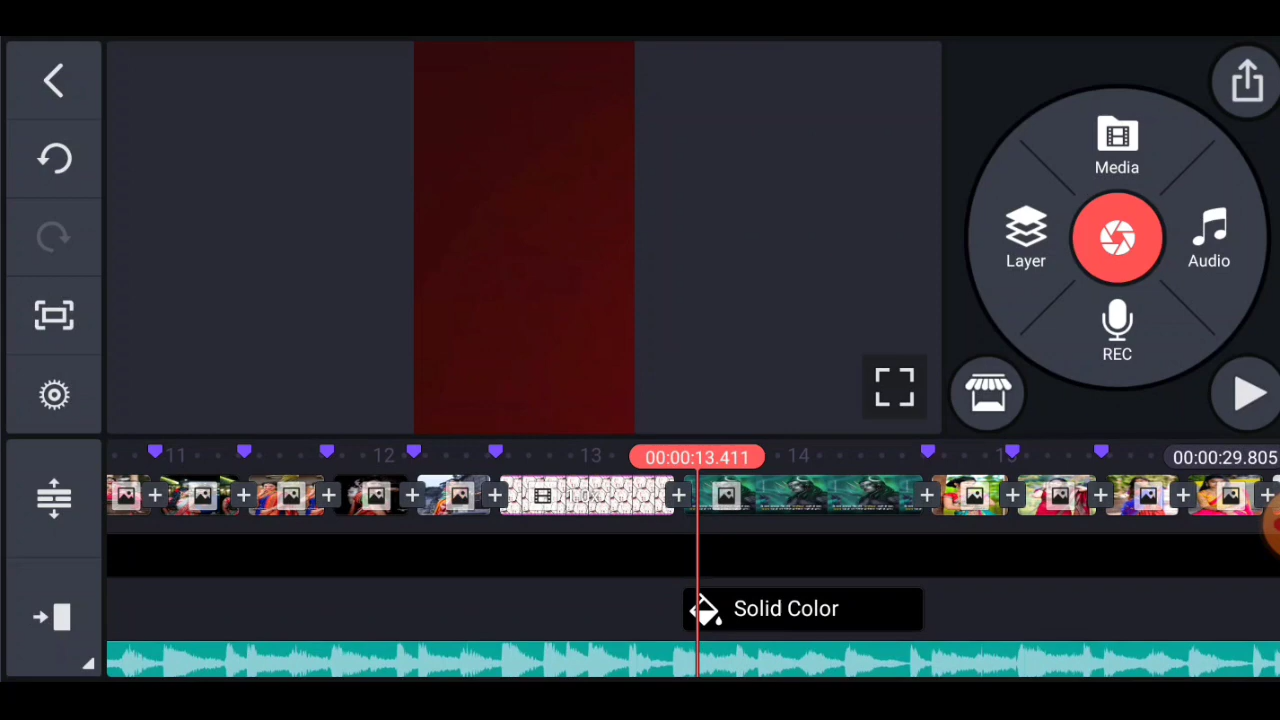 Media
Layer
Audio
REC
11
12
13
00:00:13.411
14
00:00:29.805
Solid Color